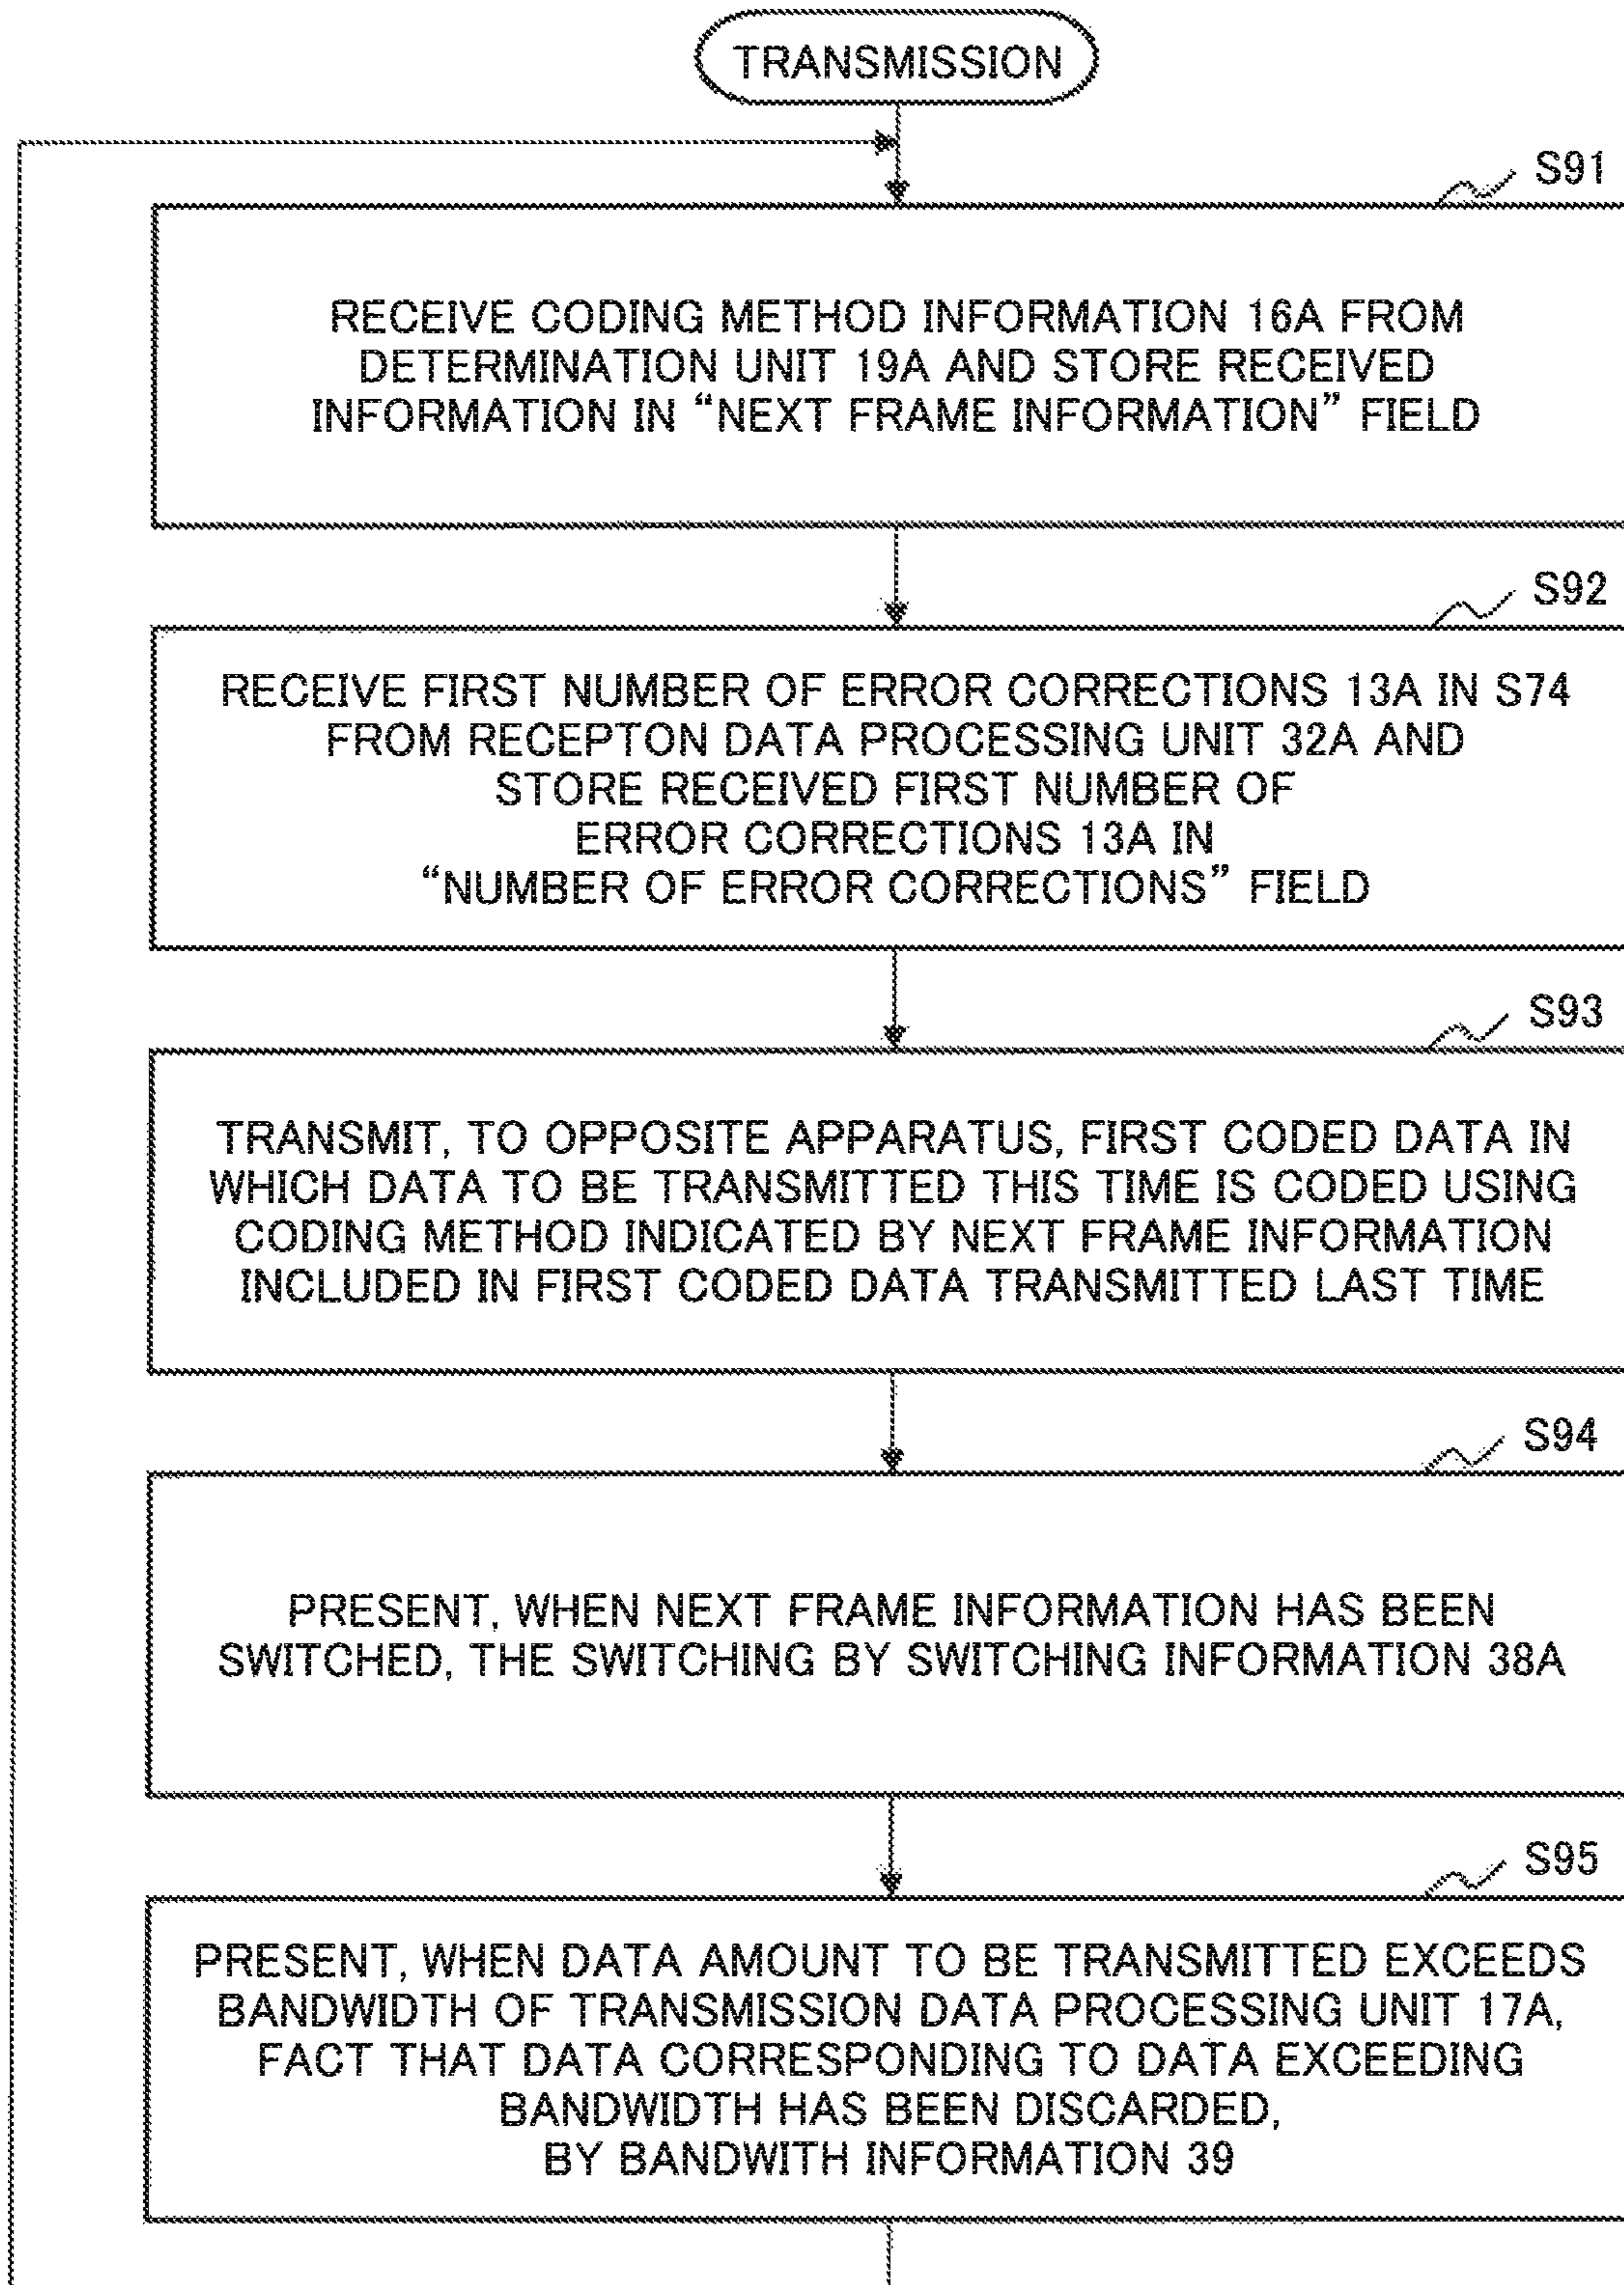 TRANSMISSION
S91
RECEIVE CODING METHOD INFORMATION 16A FROM
DETERMINATION UNIT 19A AND STORE RECEIVED
INFORMATION IN “NEXT FRAME INFORMATION” FIELD
S92
RECEIVE FIRST NUMBER OF ERROR CORRECTIONS 13A IN S74
FROM RECEPTON DATA PROCESSING UNIT 32A AND
STORE RECEIVED FIRST NUMBER OF
ERROR CORRECTIONS 13A IN
“NUMBER OF ERROR CORRECTIONS” FIELD
S93
TRANSMIT, TO OPPOSITE APPARATUS, FIRST CODED DATA IN
WHICH DATA TO BE TRANSMITTED THIS TIME IS CODED USING
CODING METHOD INDICATED BY NEXT FRAME INFORMATION
INCLUDED IN FIRST CODED DATA TRANSMITTED LAST TIME
S94
PRESENT, WHEN NEXT FRAME INFORMATION HAS BEEN
SWITCHED, THE SWITCHING BY SWITCHING INFORMATION 38A
S95
PRESENT, WHEN DATA AMOUNT TO BE TRANSMITTED EXCEEDS
BANDWIDTH OF TRANSMISSION DATA PROCESSING UNIT 17A,
FACT THAT DATA CORRESPONDING TO DATA EXCEEDING
BANDWIDTH HAS BEEN DISCARDED,
BY BANDWITH INFORMATION 39